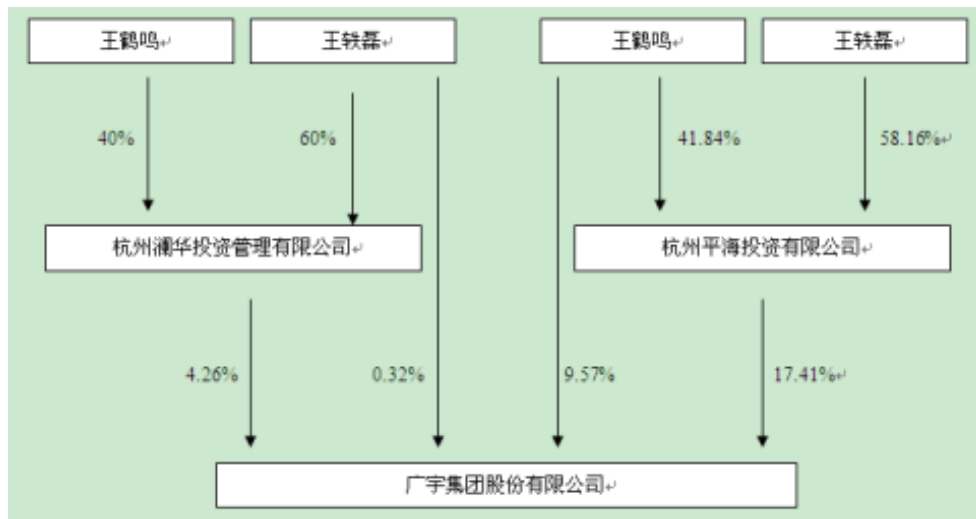 王鹤鸣
王轶磊
王鹤鸣
王轶磊
40%
60%
41.84%
58.16%
杭州澜华投资管理有限公司
杭州平海投资有限公司
4.26%
0.32%
9.57%
17.41%
广宇集团股份有限公司